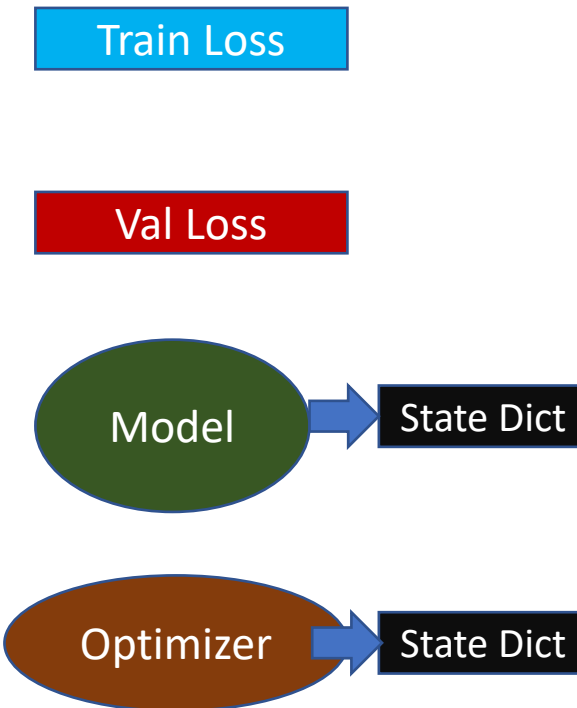 Train Loss
Val Loss
Model
State Dict
Optimizer
State Dict